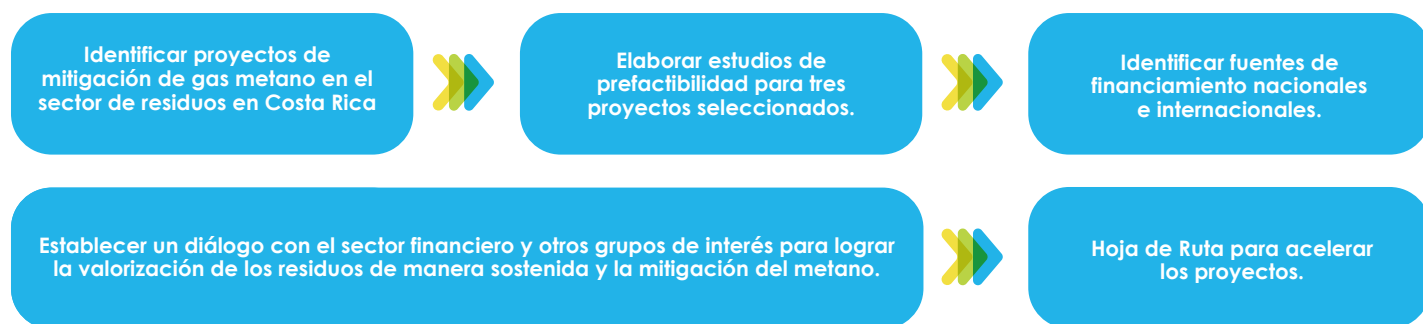 Identificar proyectos de
mitigación de gas metano en el
sector de residuos en Costa Rica
Elaborar estudios de
prefactibilidad para tres
proyectos seleccionados.
Identificar fuentes de
financiamiento nacionales
e internacionales.
Establecer un diálogo con el sector financiero y otros grupos de interés para lograr
la valorización de los residuos de manera sostenida y la mitigación del metano.
Hoja de Ruta para acelerar
los proyectos.